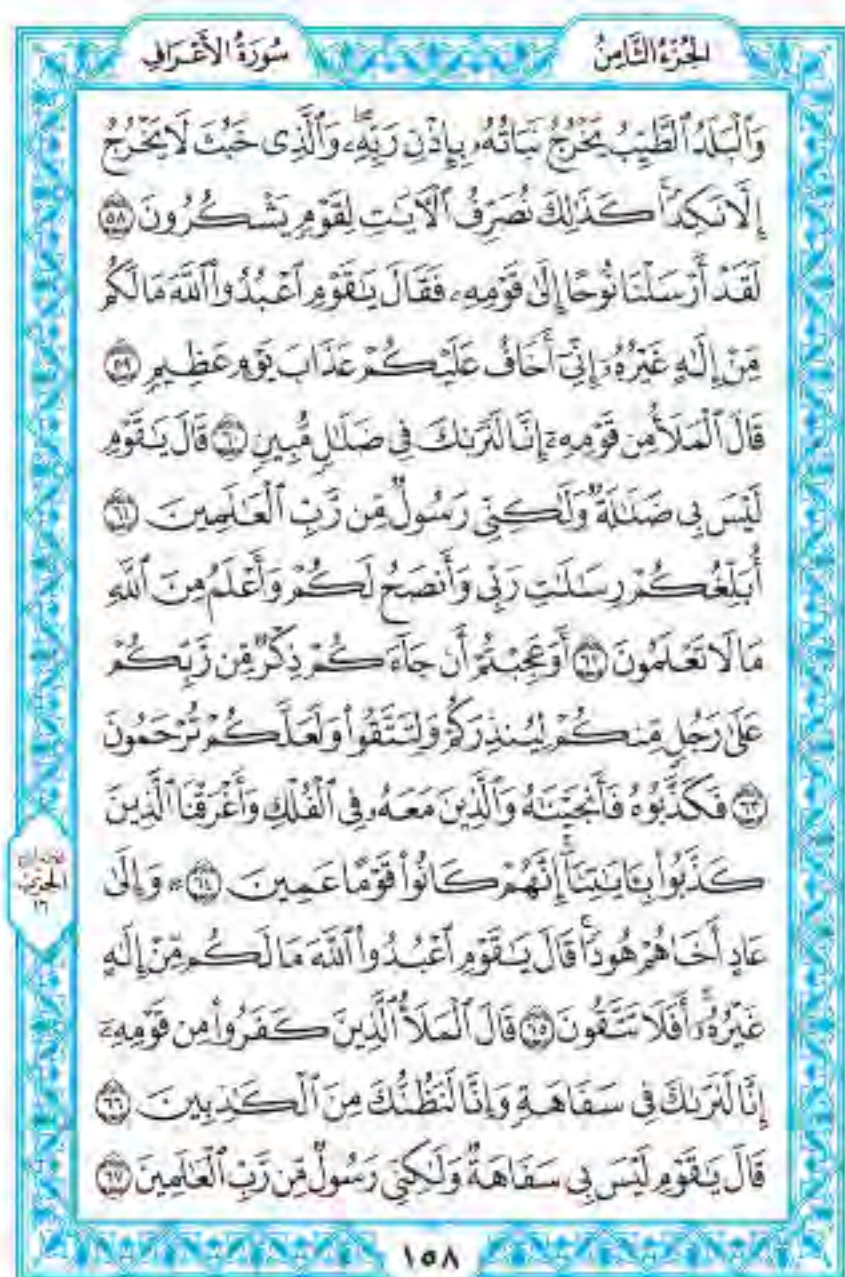 الجُزْءُ الثَّامِنُ
سُورَةُ الأَعْرَافِ
وَٱلْبَلَدُ ٱلطَّيِّبُ يَخْرُجُ نَبَاتُهُۥ بِإِذْنِ رَبِّهِۦۖ وَٱلَّذِى خَبُثَ لَا يَخْرُجُ
إِلَّا نَكِدًاۚ كَذَٰلِكَ نُصَرِّفُ ٱلْءَايَٰتِ لِقَوْمٍ يَشْكُرُونَ ٥٨
لَقَدْ أَرْسَلْنَا نُوحًا إِلَىٰ قَوْمِهِۦ فَقَالَ يَٰقَوْمِ ٱعْبُدُوا۟ ٱللَّهَ مَا لَكُم
مِّنْ إِلَٰهٍ غَيْرُهُۥٓ إِنِّىٓ أَخَافُ عَلَيْكُمْ عَذَابَ يَوْمٍ عَظِيمٍ ٥٩
قَالَ ٱلْمَلَأُ مِن قَوْمِهِۦٓ إِنَّا لَنَرَىٰكَ فِى ضَلَٰلٍ مُّبِينٍ ٦٠ قَالَ يَٰقَوْمِ
لَيْسَ بِى ضَلَٰلَةٌ وَلَٰكِنِّى رَسُولٌ مِّن رَّبِّ ٱلْعَٰلَمِينَ ٦١
أُبَلِّغُكُمْ رِسَٰلَٰتِ رَبِّى وَأَنصَحُ لَكُمْ وَأَعْلَمُ مِنَ ٱللَّهِ
مَا لَا تَعْلَمُونَ ٦٢ أَوَعَجِبْتُمْ أَن جَآءَكُمْ ذِكْرٌ مِّن رَّبِّكُمْ
عَلَىٰ رَجُلٍ مِّنكُمْ لِيُنذِرَكُمْ وَلِتَتَّقُوا۟ وَلَعَلَّكُمْ تُرْحَمُونَ
٦٣ فَكَذَّبُوهُ فَأَنجَيْنَٰهُ وَٱلَّذِينَ مَعَهُۥ فِى ٱلْفُلْكِ وَأَغْرَقْنَا ٱلَّذِينَ
كَذَّبُوا۟ بِـَٔايَٰتِنَآۚ إِنَّهُمْ كَانُوا۟ قَوْمًا عَمِينَ ٦٤ ۞ وَإِلَىٰ
عَادٍ أَخَاهُمْ هُودًاۗ قَالَ يَٰقَوْمِ ٱعْبُدُوا۟ ٱللَّهَ مَا لَكُم مِّنْ إِلَٰهٍ
غَيْرُهُۥٓۚ أَفَلَا تَتَّقُونَ ٦٥ قَالَ ٱلْمَلَأُ ٱلَّذِينَ كَفَرُوا۟ مِن قَوْمِهِۦٓ
إِنَّا لَنَرَىٰكَ فِى سَفَاهَةٍ وَإِنَّا لَنَظُنُّكَ مِنَ ٱلْكَٰذِبِينَ ٦٦
قَالَ يَٰقَوْمِ لَيْسَ بِى سَفَاهَةٌ وَلَٰكِنِّى رَسُولٌ مِّن رَّبِّ ٱلْعَٰلَمِينَ ٦٧
الحِزْبُ
١٦
١٥٨